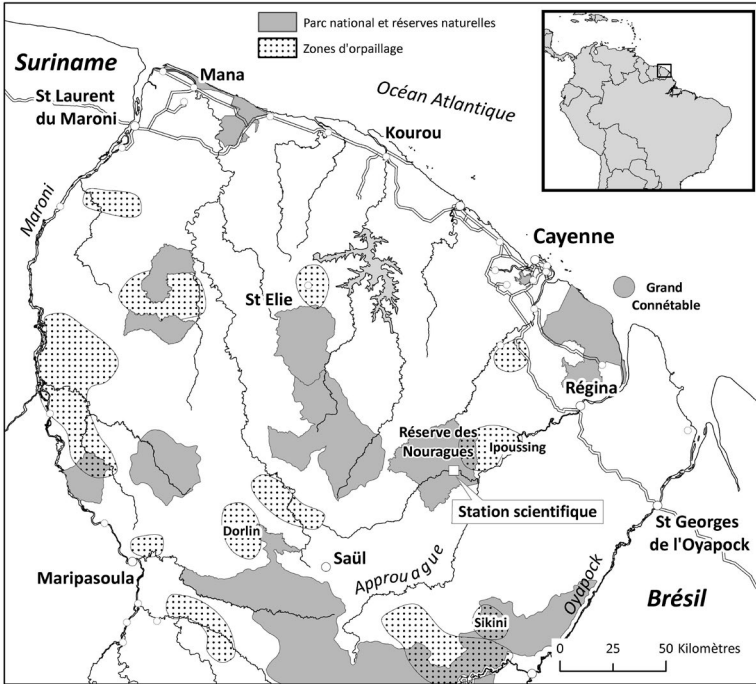 Parc national et réserves naturelles
Zones d'orpaillage
Suriname
Mana
St Laurent
du Maroni
Océan Atlantique
Kourou
Maroni
Cayenne
Grand
Connétable
St Elie
Régina
Réserve des
Nouragues
Ipoussing
Station scientifique
Dorlin
St Georges
de l'Oyapock
Saül
Maripasoula
Approuague
Oyapock
Brésil
Sikini
0 25 50 Kilomètres